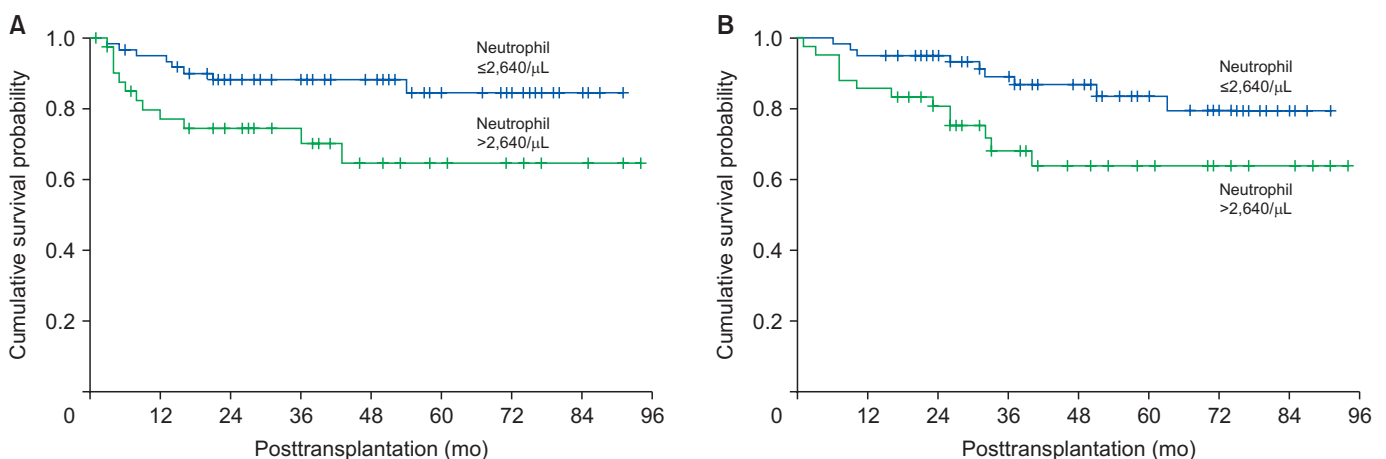 A
Cumulative survival probability
1.0
0.8
0.6
0.4
0.2
0
12
24
36
48
60
72
84
96
Posttransplantation (mo)
Neutrophil
≤2,640/μL
Neutrophil
>2,640/μL
B
Cumulative survival probability
1.0
0.8
0.6
0.4
0.2
0
12
24
36
48
60
72
84
96
Posttransplantation (mo)
Neutrophil
≤2,640/μL
Neutrophil
>2,640/μL